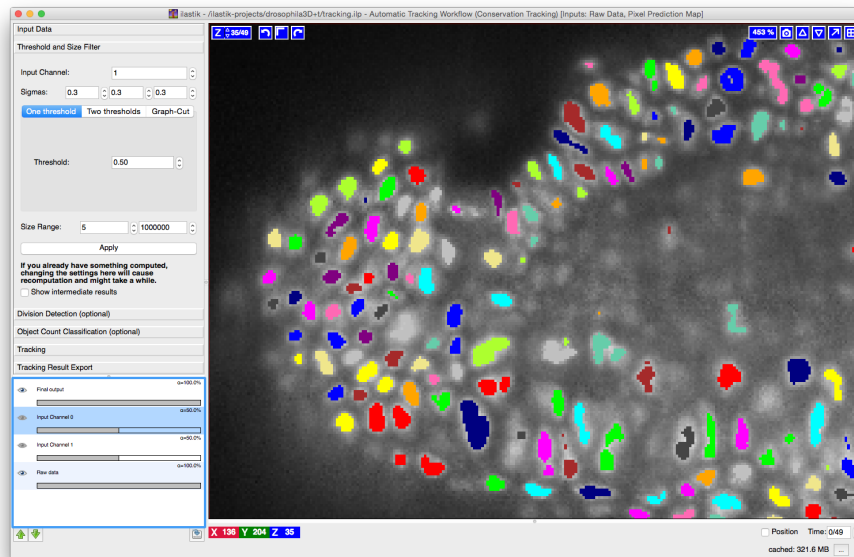 ilastik - /ilastik-projects/drosophila3D+t/tracking.ilp - Automatic Tracking Workflow (Conservation Tracking) [Inputs: Raw Data, Pixel Prediction Map]
Input Data
Threshold and Size Filter
Input Channel: 1
Sigmas: 0.3 0.3 0.3
One threshold Two thresholds Graph-Cut
Threshold: 0.50
Size Range: 5 1000000
Apply
If you already have something computed,
changing the settings here will cause
recomputation and might take a while.
Show intermediate results
Division Detection (optional)
Object Count Classification (optional)
Tracking
Tracking Result Export
α=100.0%
Final output
α=50.0%
Input Channel 0
α=50.0%
Input Channel 1
α=100.0%
Raw data
Z 35/49
453 %
X 136 Y 204 Z 35
Position Time: 0/49
cached: 321.6 MB ...